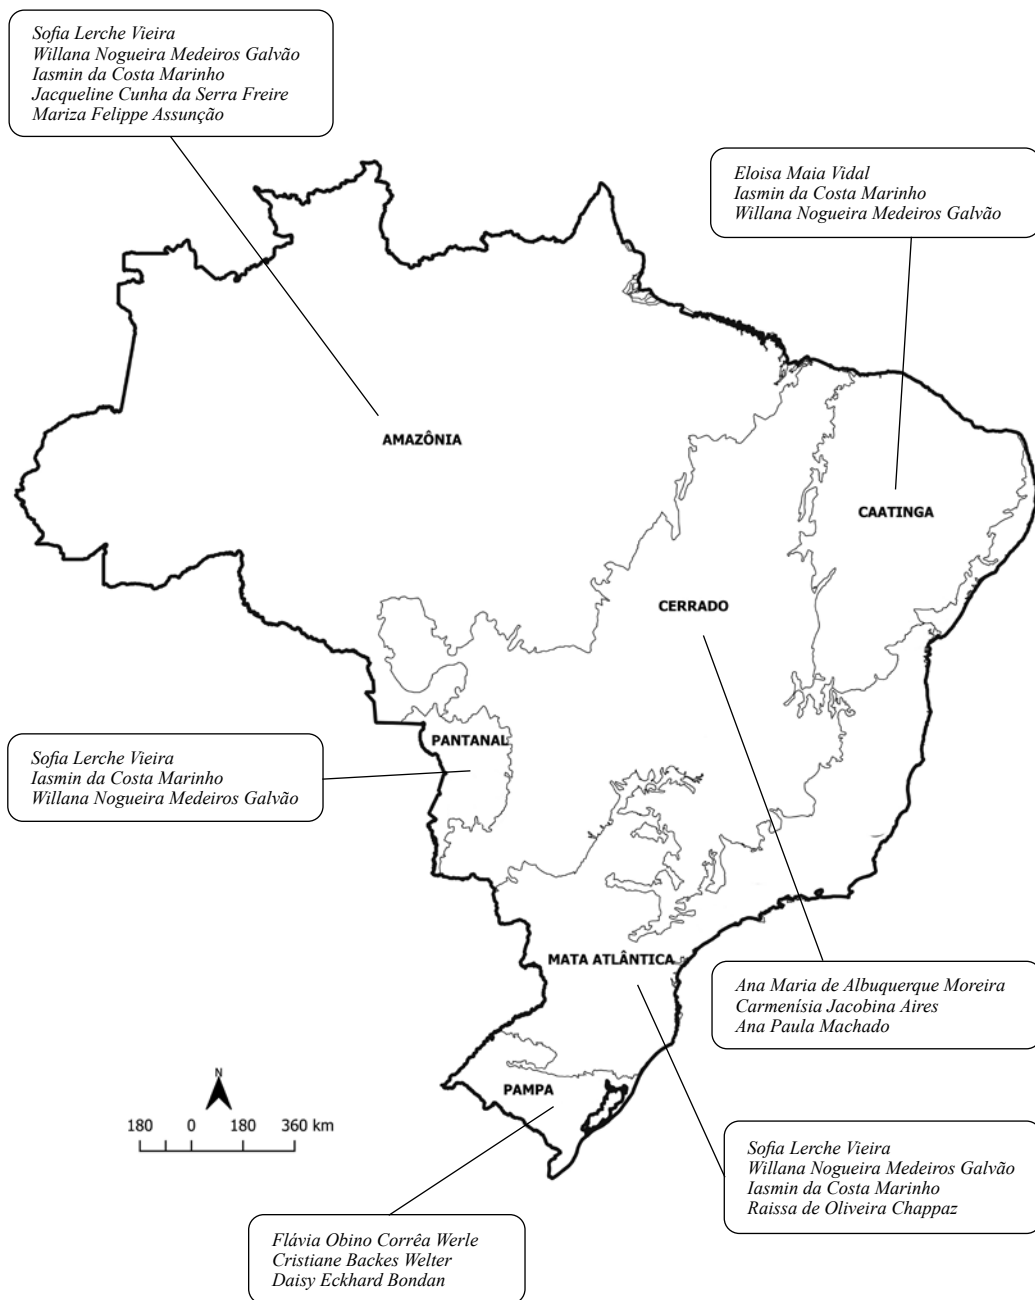 Sofia Lerche Vieira
Willana Nogueira Medeiros Galvão
Iasmin da Costa Marinho
Jacqueline Cunha da Serra Freire
Mariza Felippe Assunção
Eloisa Maia Vidal
Iasmin da Costa Marinho
Willana Nogueira Medeiros Galvão
AMAZÔNIA
CAATINGA
CERRADO
PANTANAL
Sofia Lerche Vieira
Iasmin da Costa Marinho
Willana Nogueira Medeiros Galvão
MATA ATLÂNTICA
Ana Maria de Albuquerque Moreira
Carmenísia Jacobina Aires
Ana Paula Machado
PAMPA
N
180 0 180 360 km
Sofia Lerche Vieira
Willana Nogueira Medeiros Galvão
Iasmin da Costa Marinho
Raissa de Oliveira Chappaz
Flávia Obino Corrêa Werle
Cristiane Backes Welter
Daisy Eckhard Bondan